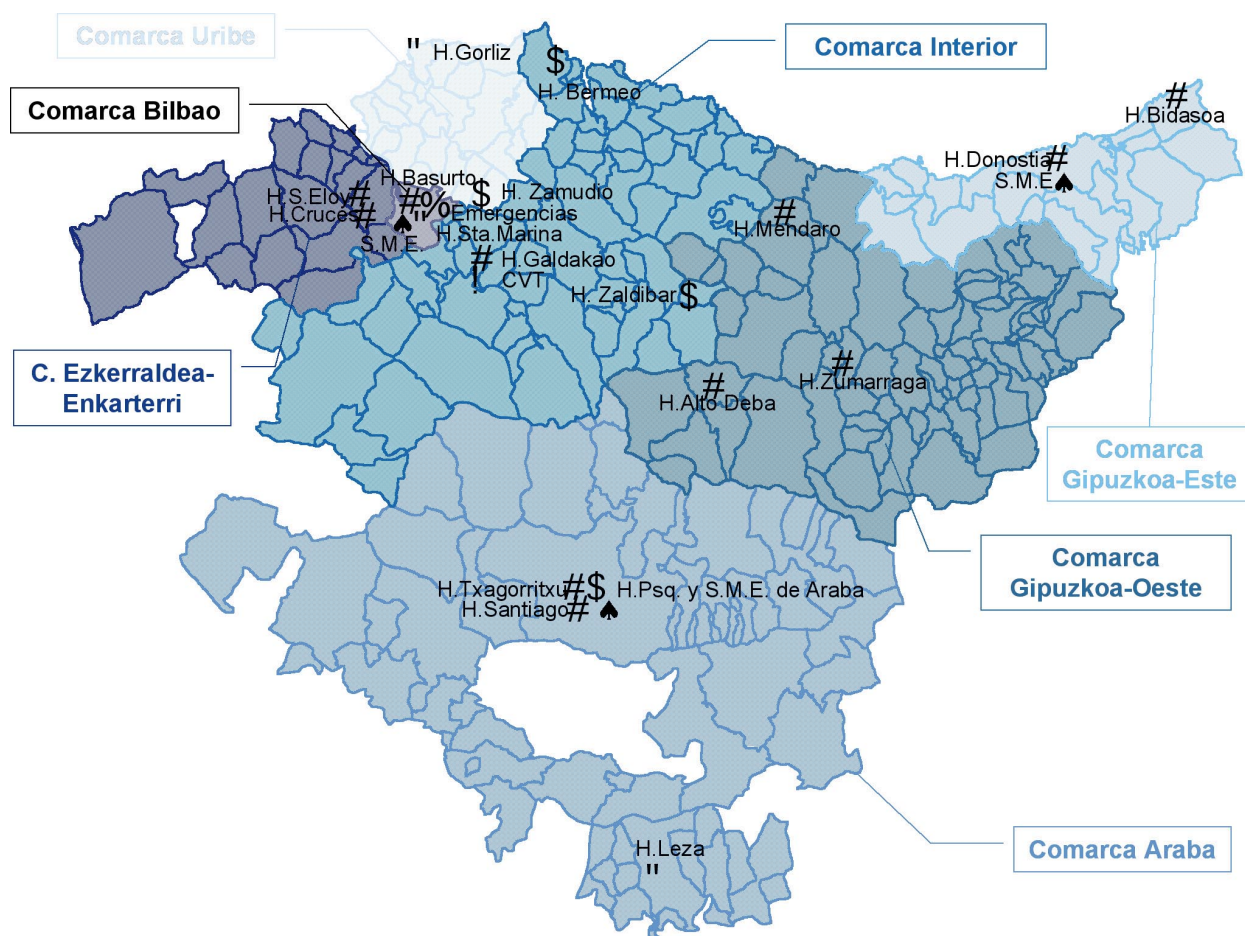 Comarca Uribe
" H.Gorliz
$
H. Bermeo
Comarca Interior
Comarca Bilbao
#
H.Bidasoa
H.Donostia #
S.M.E ♠
H.Basurto
H.S.Eloy #
H.Cruces #
# % "
♠
S.M.E.
$ H. Zamudio
Emergencias
H.Sta.Marina
# H.Galdakao
! CVT
#
H.Mendaro
H. Zaldibar $
C. Ezkerraldea-
Enkarterri
#
H.Zumarraga
#
H.Alto Deba
Comarca
Gipuzkoa-Este
Comarca
Gipuzkoa-Oeste
H.Txagorritxu # $ H.Psq. y S.M.E. de Araba
H.Santiago # ♠
Comarca Araba
H.Leza
"